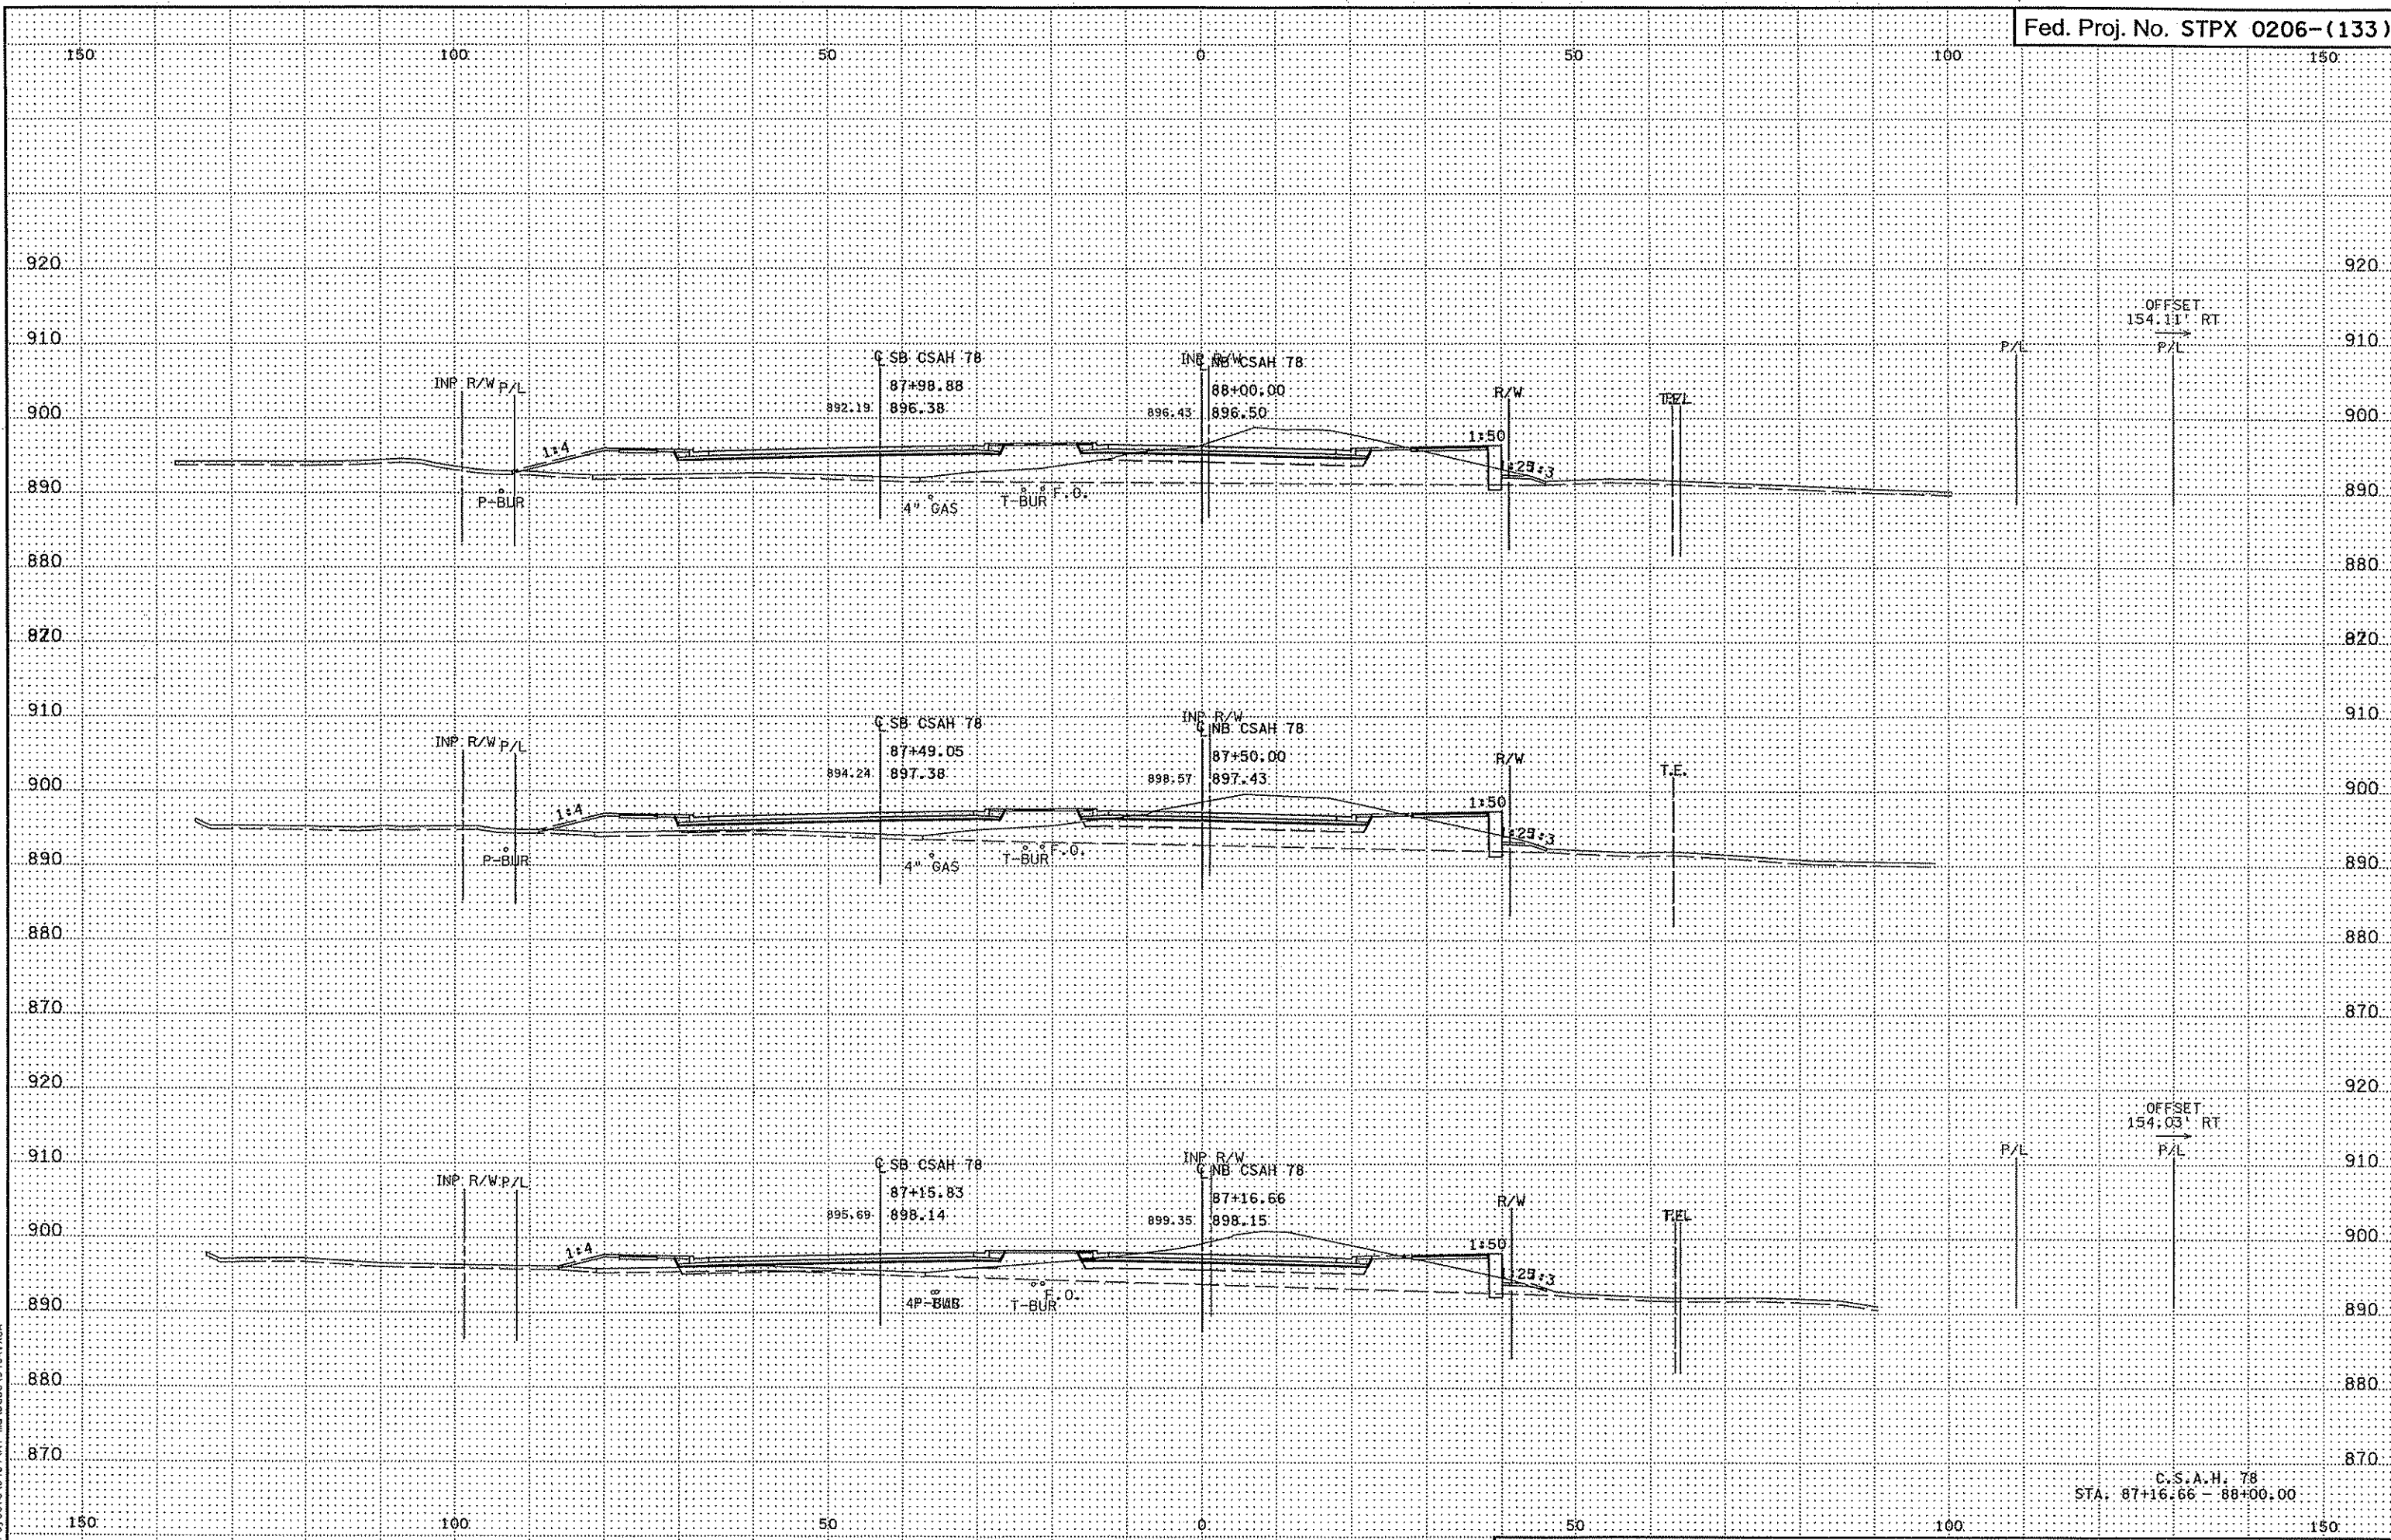 Fed. Proj. No. STPX 0206-(133)
150 100 50 0 50 100 150
920 920
OFFSET
154.11' RT
910 910
P/L P/L
℄ SB CSAH 78
INP R/W
℄ NB CSAH 78
INP R/W P/L
87+98.88
88+00.00
R/W
892.19 896.38
896.43 896.50
900 900
1:4
1:50
1:3
890 890
P-BUR
4" GAS
T-BUR
F.O.
880 880
870 870
910 910
℄ SB CSAH 78
INP R/W
℄ NB CSAH 78
INP R/W P/L
87+49.05
87+50.00
R/W
T.E.
894.24 897.38
898.57 897.43
900 900
1:4
1:50
1:3
890 890
P-BUR
4" GAS
T-BUR
F.O.
880 880
870 870
920 920
OFFSET
154.03' RT
910 910
P/L P/L
℄ SB CSAH 78
INP R/W
℄ NB CSAH 78
INP R/W P/L
87+15.83
87+16.66
R/W
895.69 898.14
899.35 898.15
900 900
1:4
1:50
1:3
890 890
T-BUR
F.O.
880 880
870 870
C.S.A.H. 78
STA. 87+16.66 - 88+00.00
150 100 50 0 50 100 150